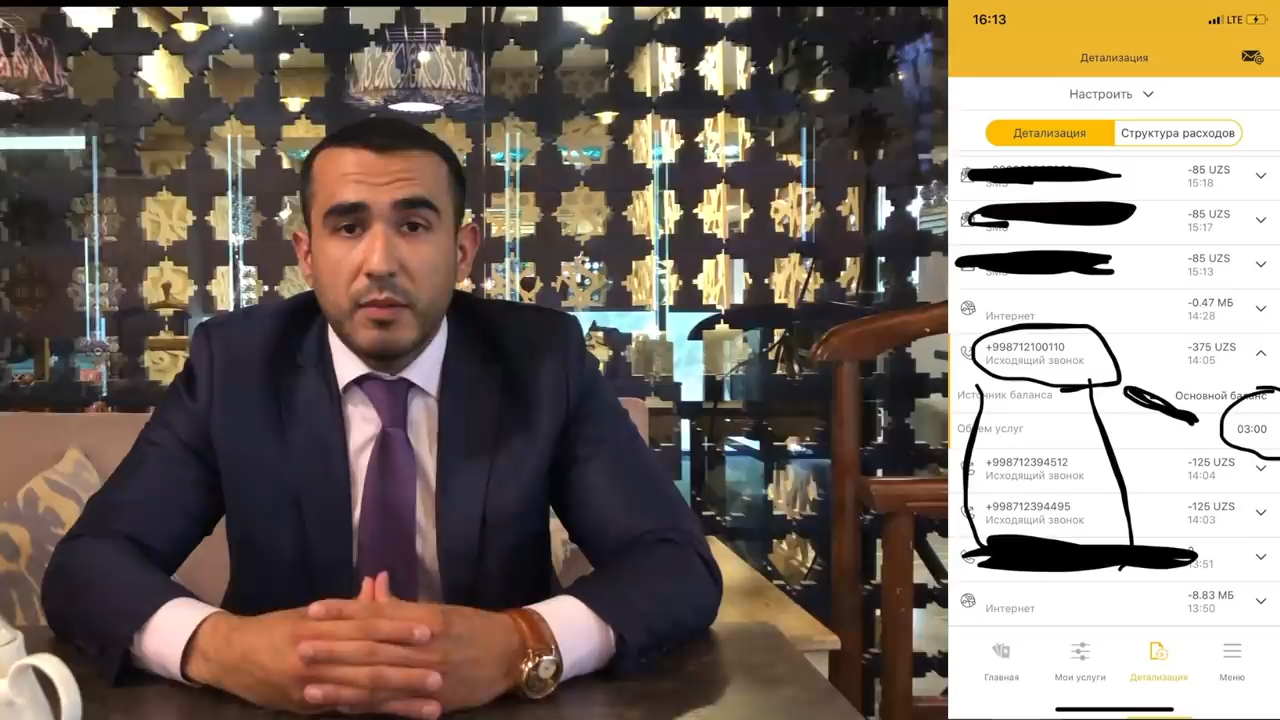 16:13
LTE
Детализация
Настроить
Детализация
Структура расходов
-85 UZS
SMS
15:18
-85 UZS
SMS
15:17
-85 UZS
SMS
15:13
-0.47 МБ
Интернет
14:28
+998712100110
-375 UZS
Исходящий звонок
14:05
Источник баланса
Основной баланс
Объем услуг
03:00
+998712394512
-125 UZS
Исходящий звонок
14:04
+998712394495
-125 UZS
Исходящий звонок
14:03
13:51
-8.83 МБ
Интернет
13:50
Главная
Мои услуги
Детализация
Меню